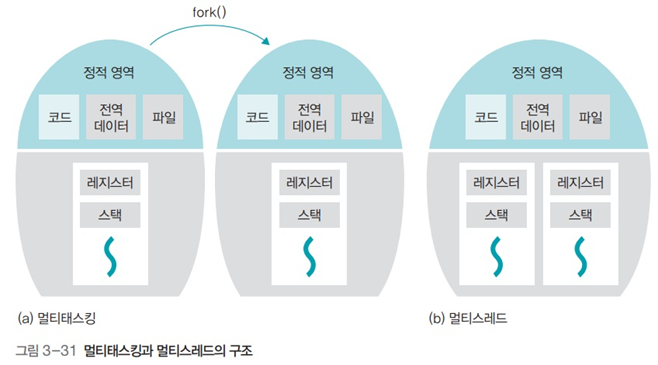 fork()
정적 영역
코드
전역
데이터
파일
레지스터
스택
정적 영역
코드
전역
데이터
파일
레지스터
스택
정적 영역
코드
전역
데이터
파일
레지스터
스택
레지스터
스택
(a) 멀티태스킹
(b) 멀티스레드
그림 3-31 멀티태스킹과 멀티스레드의 구조